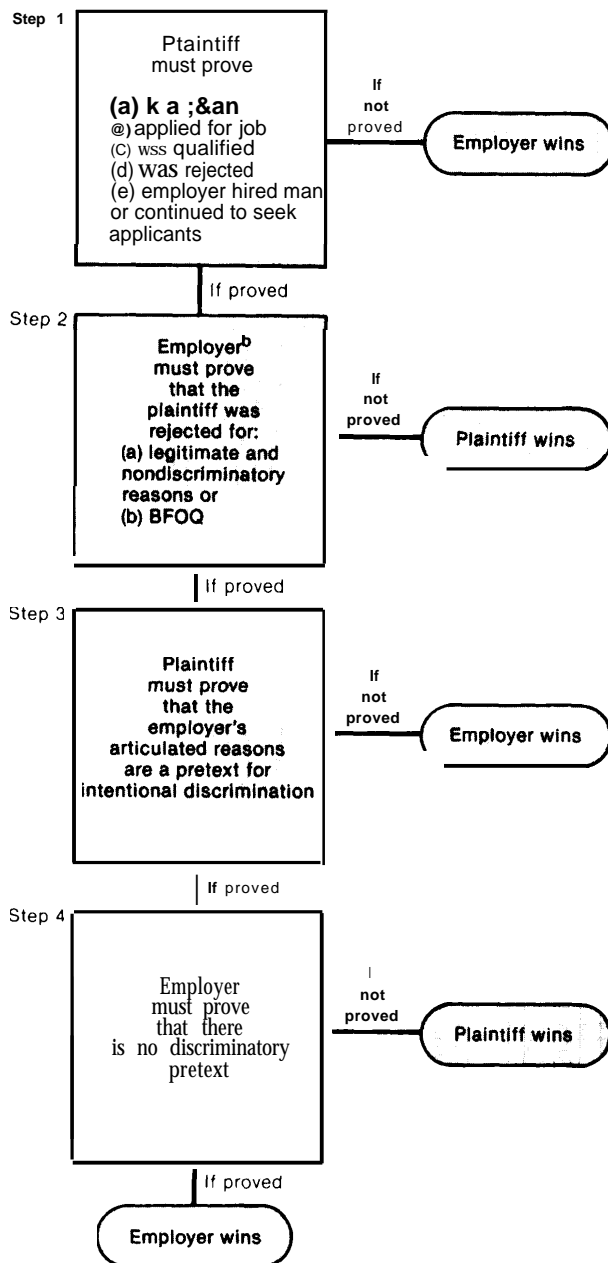 Step 1
Ptaintiff
must prove
(a) k a ;&an
@) applied for job
(C) wss qualified
(d) was rejected
(e) employer hired man
or continued to seek
applicants
If
not
proved
Employer wins
If proved
Step 2
Employerb
must prove
that the
plaintiff was
rejected for:
(a) legitimate and
nondiscriminatory
reasons or
(b) BFOQ
If
not
proved
Plaintiff wins
If proved
Step 3
Plaintiff
must prove
that the
employer's
articulated reasons
are a pretext for
intentional discrimination
If
not
proved
Employer wins
If proved
Step 4
Employer
must prove
that there
is no discriminatory
pretext
I
not
proved
Plaintiff wins
If proved
Employer wins